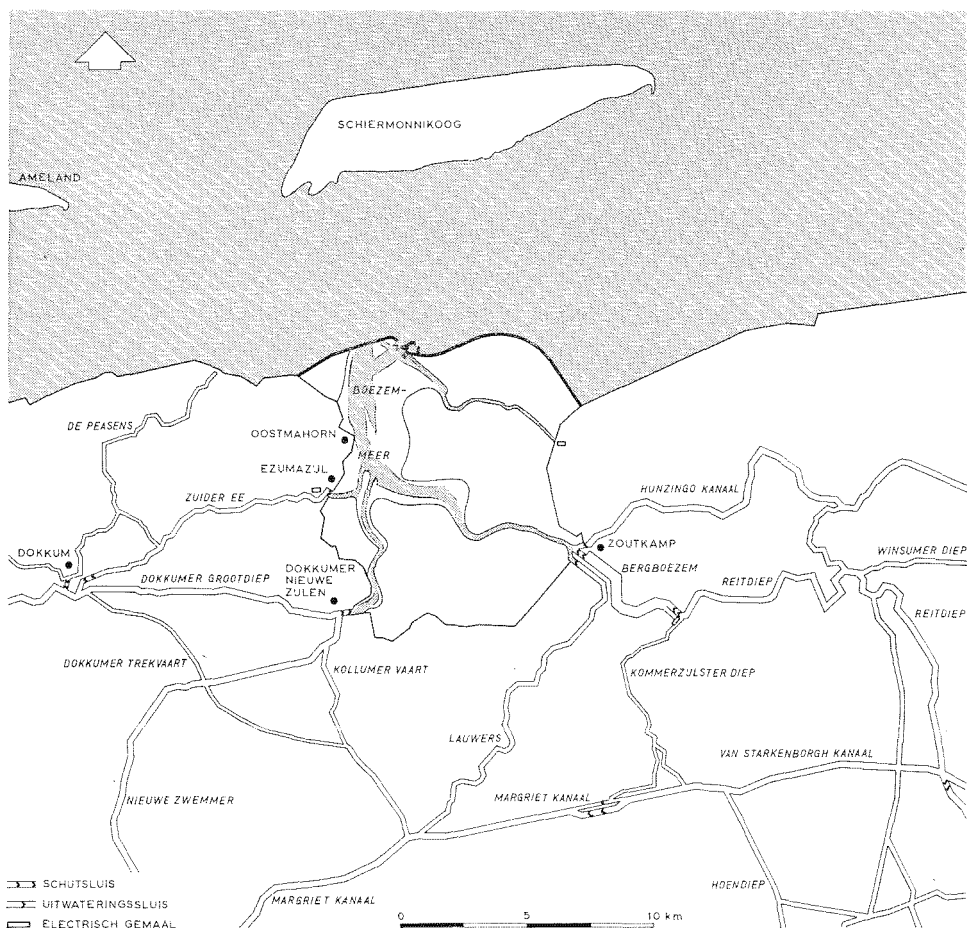 SCHIERMONNIKOOG
AMELAND
BOEZEM-
DE PEASENS
OOSTMAHORN
MEER
EZUMAZIJL
ZUIDER EE
HUNZINGO KANAAL
DOKKUM
ZOUTKAMP
WINSUMER DIEP
DOKKUMER GROOTDIEP
DOKKUMER
NIEUWE
ZIJLEN
BERGBOEZEM
REITDIEP
REITDIEP
DOKKUMER TREKVAART
KOLLUMER VAART
KOMMERZIJLSTER DIEP
LAUWERS
VAN STARKENBORGH KANAAL
NIEUWE ZWEMMER
MARGRIET KANAAL
HOENDIEP
MARGRIET KANAAL
SCHUTSLUIS
UITWATERINGSSLUIS
ELECTRISCH GEMAAL
0 5 10 km